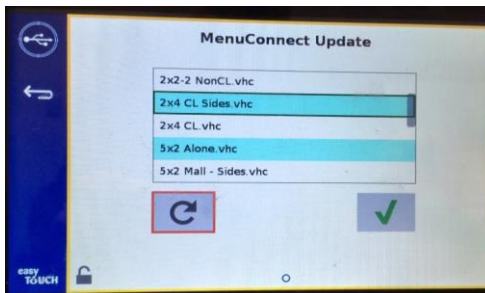 MenuConnect Update
2x2-2 NonCL.vhc
2x4 CL Sides.vhc
2x4 CL.vhc
5x2 Alone.vhc
5x2 Mall - Sides.vhc
easy
TOUCH